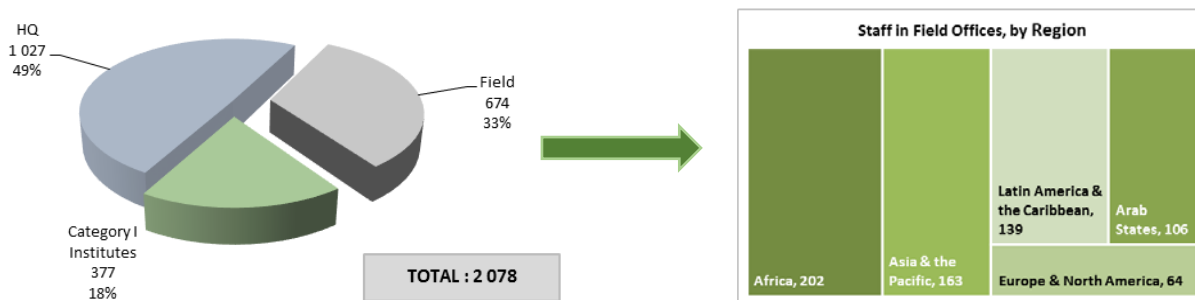 HQ
1 027
49%
Field
674
33%
Category I
Institutes
377
18%
TOTAL : 2 078
Staff in Field Offices, by Region
Africa, 202
Asia & the
Pacific, 163
Latin America &
the Caribbean,
139
Arab
States, 106
Europe & North America, 64